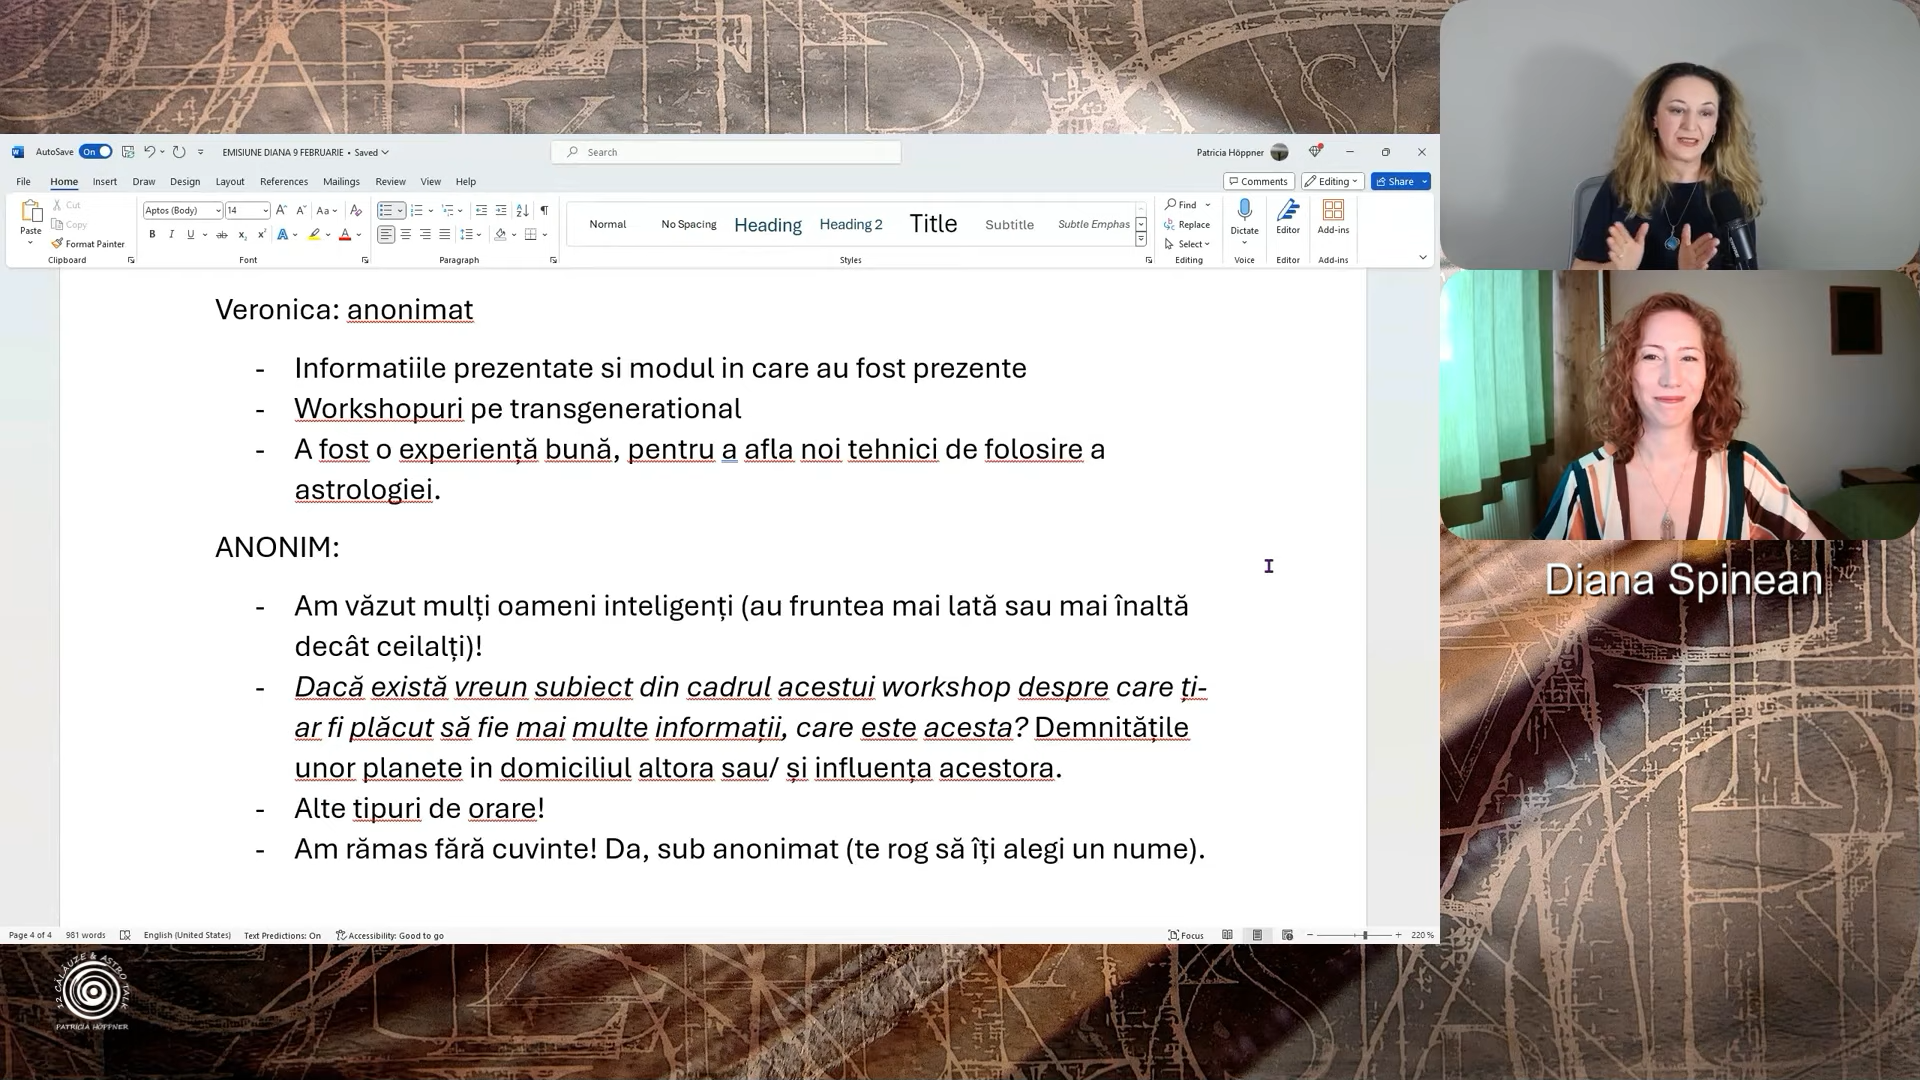 AutoSave On EMISIUNE DIANA 9 FEBRUARIE • Saved Search Patricia Höppner
File Home Insert Draw Design Layout References Mailings Review View Help Comments Editing Share
Paste Cut Copy Format Painter
Aptos (Body) 14
Normal No Spacing Heading Heading 2 Title Subtitle Subtle Emphas
Find Replace Select Dictate Editor Add-ins
Clipboard Font Paragraph Styles Editing Voice Editor Add-ins
Veronica: anonimat
- Informatiile prezentate si modul in care au fost prezente
- Workshopuri pe transgenerational
- A fost o experiență bună, pentru a afla noi tehnici de folosire a
astrologiei.
ANONIM:
- Am văzut mulți oameni inteligenți (au fruntea mai lată sau mai înaltă
decât ceilalți)!
- Dacă există vreun subiect din cadrul acestui workshop despre care ți-
ar fi plăcut să fie mai multe informații, care este acesta? Demnitățile
unor planete in domiciliul altora sau/ și influența acestora.
- Alte tipuri de orare!
- Am rămas fără cuvinte! Da, sub anonimat (te rog să îți alegi un nume).
Page 4 of 4 981 words English (United States) Text Predictions: On Accessibility: Good to go Focus 220 %
Diana Spinean
12 CALAUZE & ASTRO TALK
PATRICIA HÖPPNER